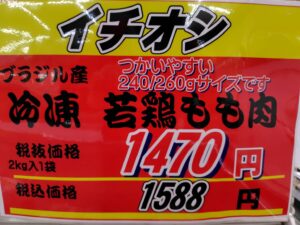 イチオシ
ブラジル産
つかいやすい
240/260gサイズです
冷凍 若鶏もも肉
税抜価格
2kg入1袋
1470円
税込価格
1588円